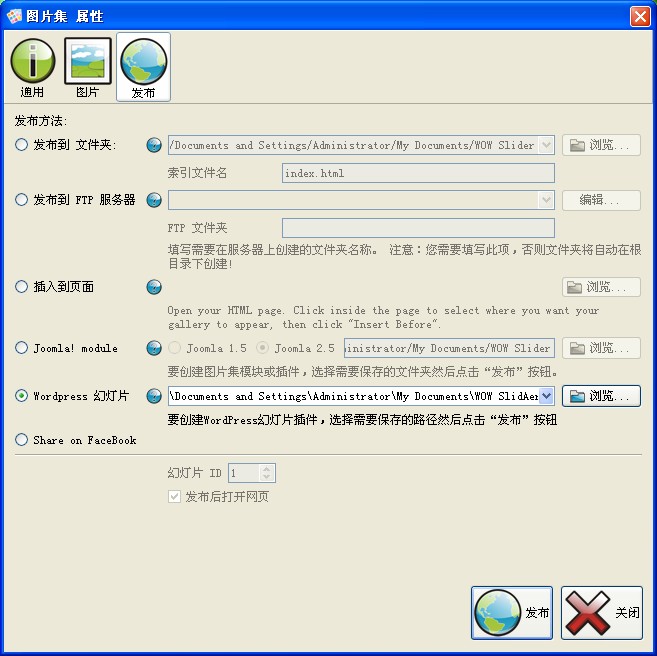 图片集 属性
通用
图片
发布
发布方法:
发布到 文件夹:
/Documents and Settings/Administrator/My Documents/WOW Slider
浏览...
索引文件名
index.html
发布到 FTP 服务器
编辑...
FTP 文件夹
填写需要在服务器上创建的文件夹名称。 注意：您需要填写此项，否则文件夹将自动在根
目录下创建!
插入到页面
浏览...
Open your HTML page. Click inside the page to select where you want your
gallery to appear, then click "Insert Before".
Joomla! module
Joomla 1.5
Joomla 2.5
inistrator/My Documents/WOW Slider
浏览...
要创建图片集模块或插件，选择需要保存的文件夹然后点击“发布”按钮。
Wordpress 幻灯片
\Documents and Settings\Administrator\My Documents\WOW SlidAer
浏览...
要创建WordPress幻灯片插件，选择需要保存的路径然后点击“发布”按钮
Share on FaceBook
幻灯片 ID
1
发布后打开网页
发布
关闭